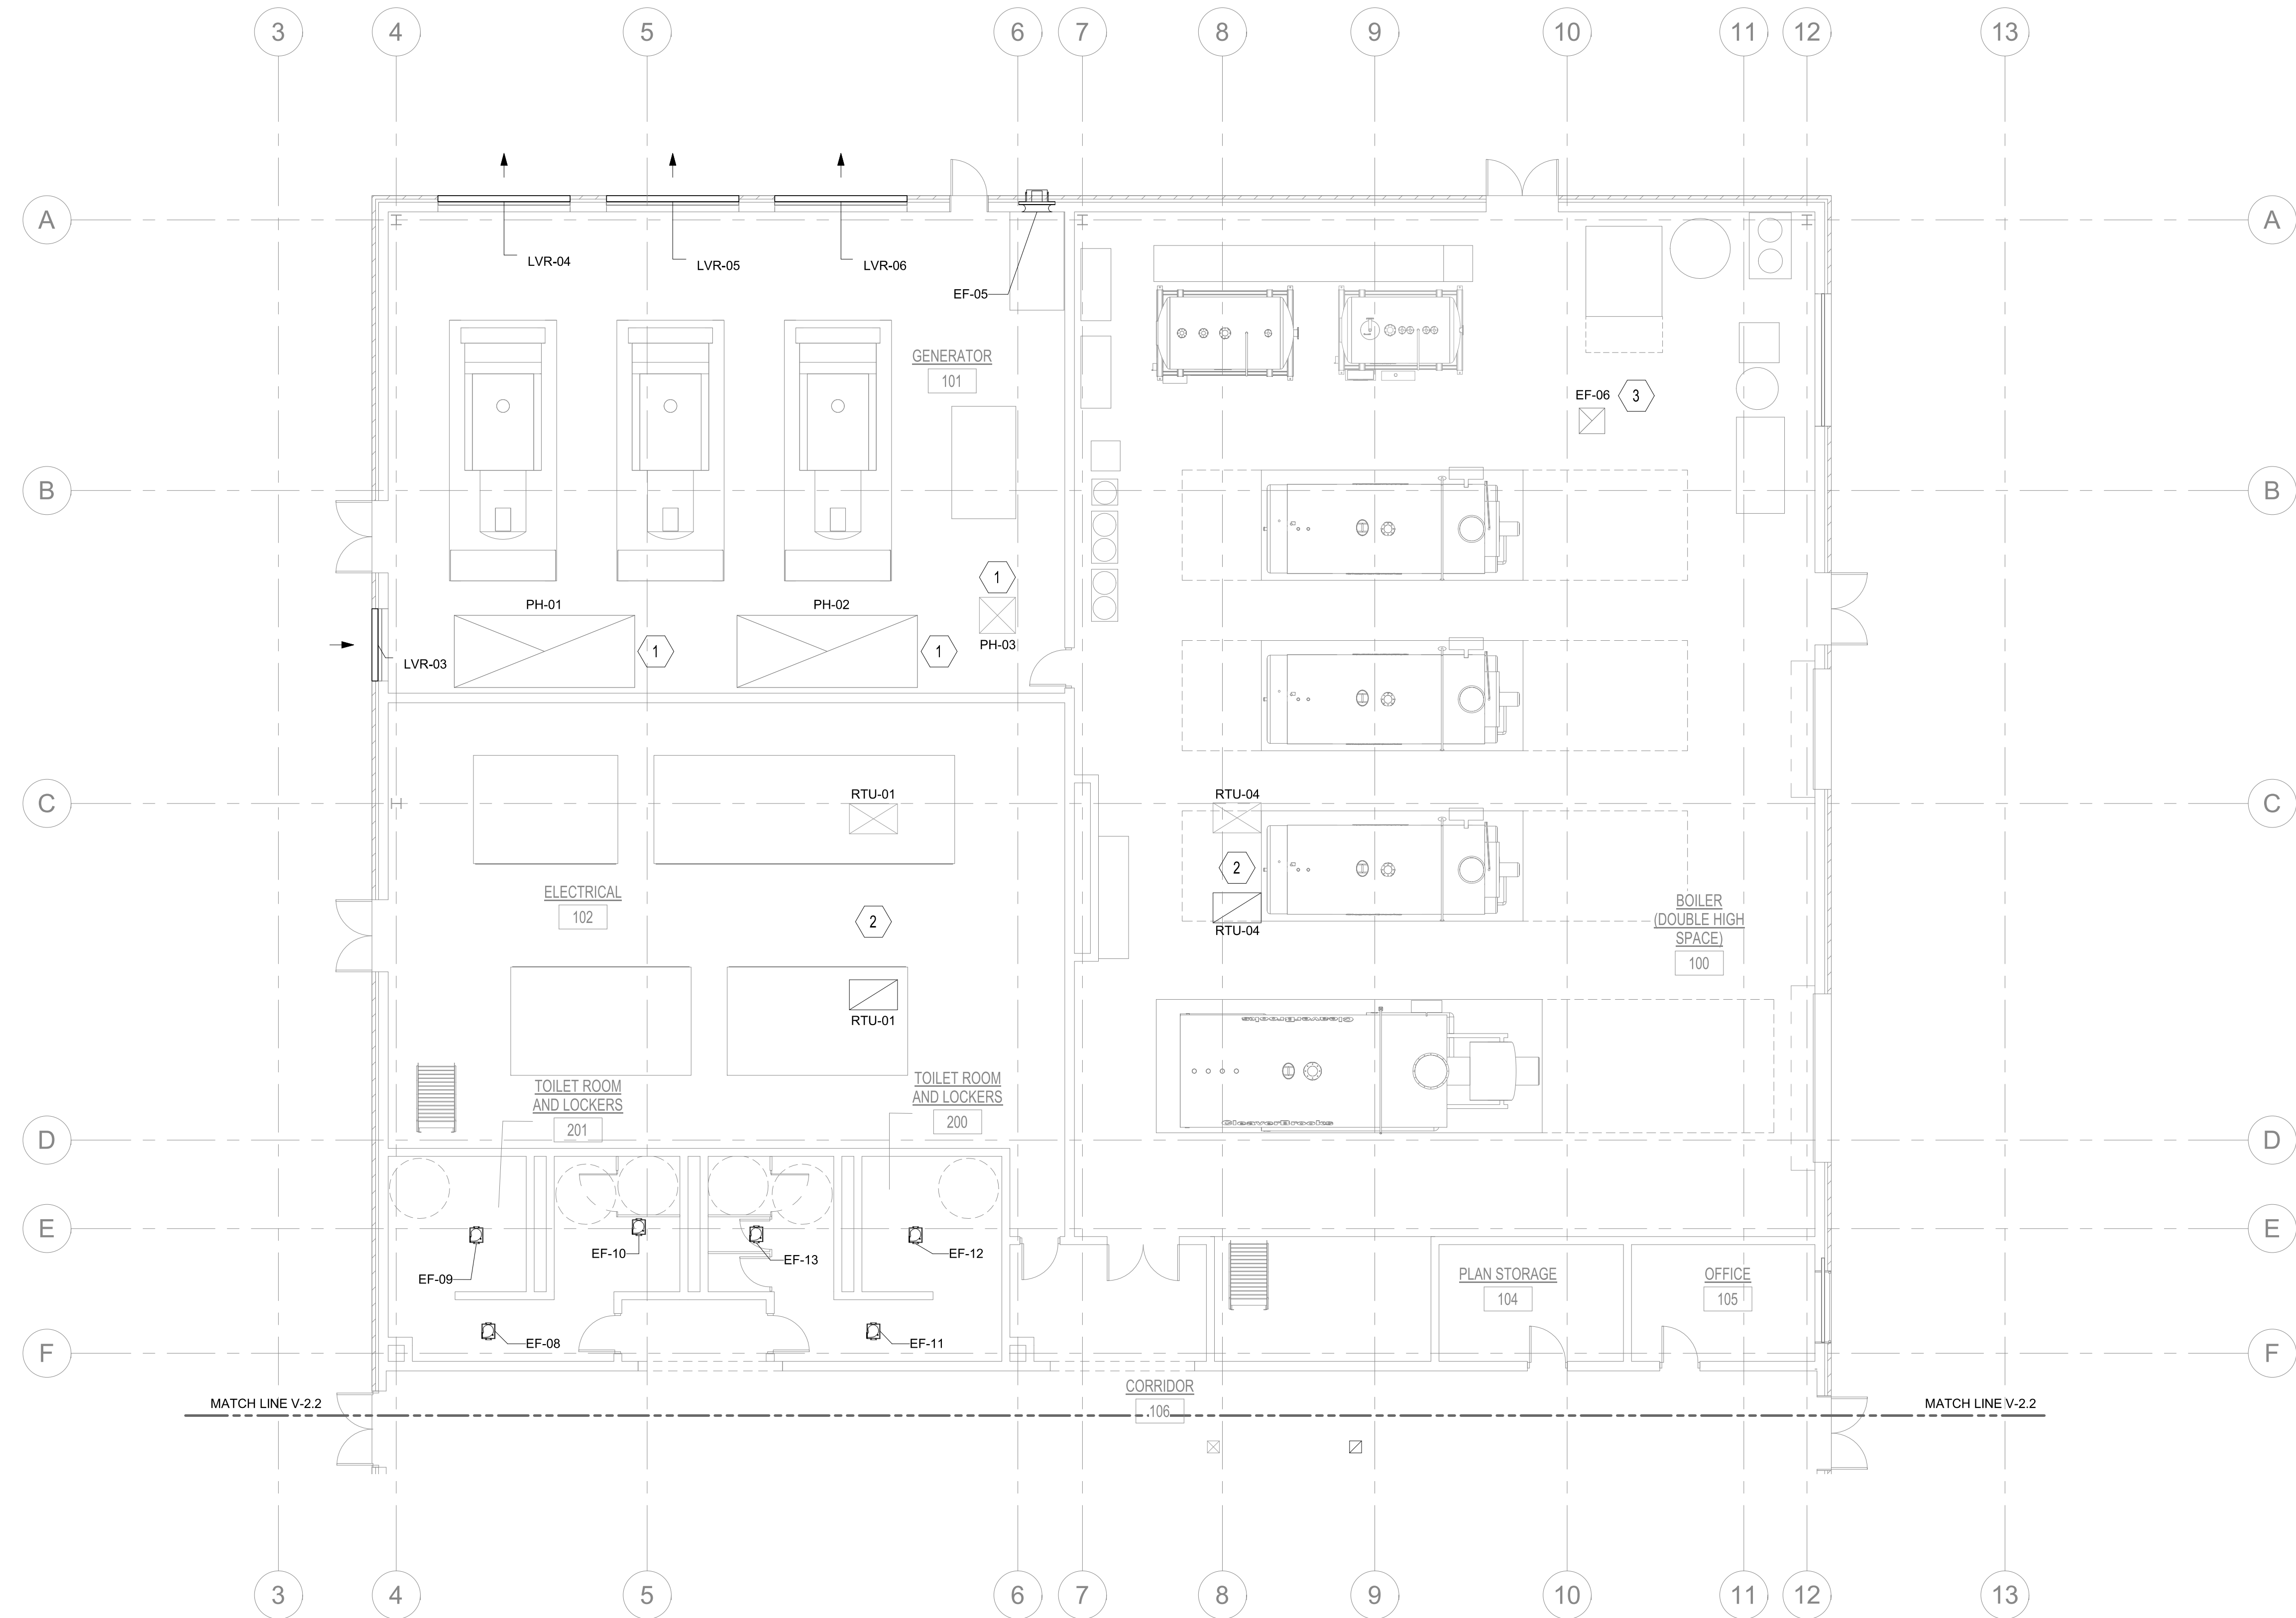 3 4 5 6 7 8 9 10 11 12 13
A A
LVR-04 LVR-05 LVR-06
EF-05
GENERATOR
101
EF-06 3
B B
1
PH-01 PH-02
PH-03
1 1
LVR-03
RTU-01 RTU-04
C C
2
ELECTRICAL
102
2
BOILER
(DOUBLE HIGH
SPACE)
100
RTU-04
RTU-01
CleaverBrooks
TOILET ROOM
AND LOCKERS
201
TOILET ROOM
AND LOCKERS
200
CleaverBrooks
D D
E E
EF-10 EF-13 EF-12
EF-09
PLAN STORAGE
104
OFFICE
105
EF-08 EF-11
F F
CORRIDOR
106
MATCH LINE V-2.2 MATCH LINE V-2.2
3 4 5 6 7 8 9 10 11 12 13